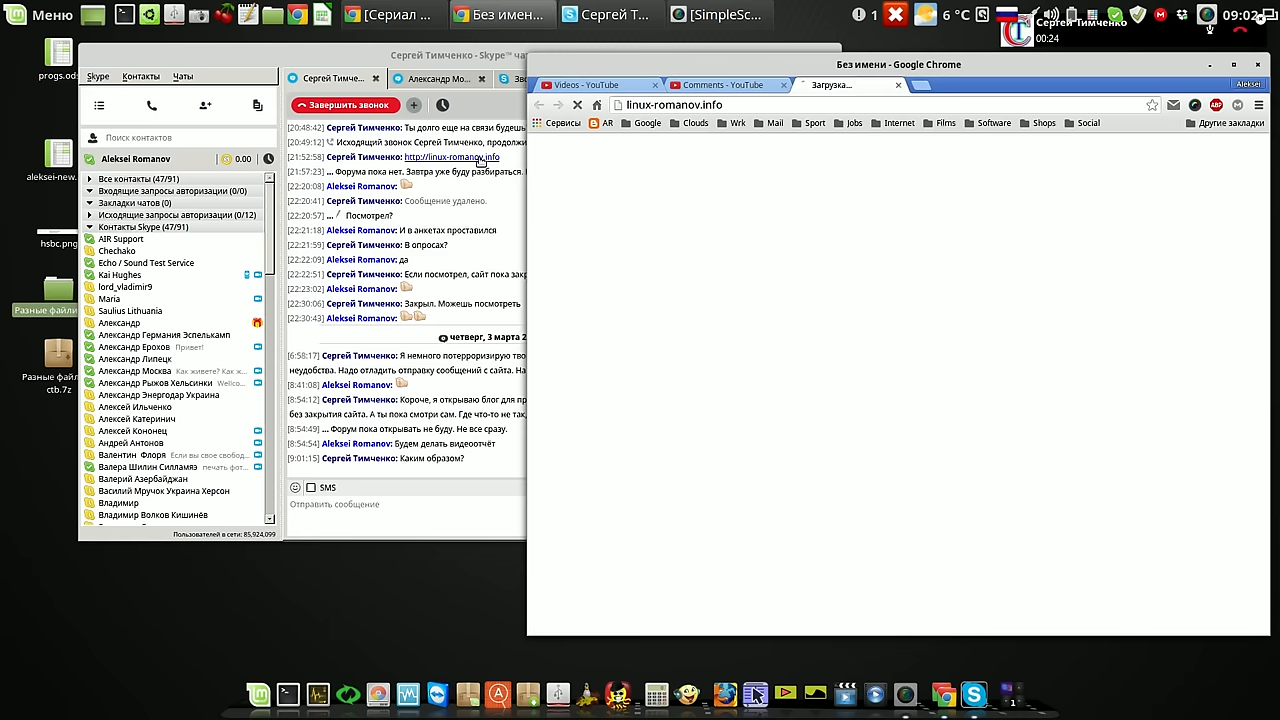 Меню
[Сериал ...
Без имен...
Сергей Т...
[SimpleSc...
1
6 °C
09:02
Сергей Тимченко
00:24
progs.od
aleksei-new.
hsbc.png
Разные файли
Разные файл
ctb.7z
Сергей Тимченко - Skype™ ча
Skype Контакты Чаты
Поиск контактов
Aleksei Romanov
0.00
Все контакты (47/91)
Входящие запросы авторизации (0/0)
Закладки чатов (0)
Исходящие запросы авторизации (0/12)
Контакты Skype (47/91)
AIR Support
Chechako
Echo / Sound Test Service
Kai Hughes
lord_vladimir9
Maria
Saulius Lithuania
Александр
Александр Германия Эспелькамп
Александр Ерохов Привет!
Александр Липецк
Александр Москва Как живете? Как ж...
Александр Рыжов Хельсинки Wellco...
Александр Энергодар Украина
Алексей Ильченко
Алексей Катеринич
Алексей Кононец
Андрей Антонов
Валентин Флоря Если вы свое свобод...
Валера Шилин Силламяэ печать фот...
Валерий Азербайджан
Василий Мручок Украина Херсон
Владимир
Владимир Волков Кишинёв
Пользователей в сети: 85,924,099
Сергей Тимче...
Александр Мо...
Зво
Завершить звонок
[20:48:42] Сергей Тимченко: Ты долго еще на связи будешь
[20:49:12] Исходящий звонок Сергей Тимченко, продолжи
[21:52:58] Сергей Тимченко: http://linux-romanov.info
[21:57:23] ... Форума пока нет. Завтра уже буду разбираться.
[22:20:08] Aleksei Romanov:
[22:20:41] Сергей Тимченко: Сообщение удалено.
[22:20:57] ... Посмотрел?
[22:21:18] Aleksei Romanov: И в анкетах проставился
[22:21:59] Сергей Тимченко: В опросах?
[22:22:09] Aleksei Romanov: да
[22:22:51] Сергей Тимченко: Если посмотрел, сайт пока закр
[22:23:02] Aleksei Romanov:
[22:30:06] Сергей Тимченко: Закрыл. Можешь посмотреть
[22:30:43] Aleksei Romanov:
четверг, 3 марта 2
[6:58:17] Сергей Тимченко: Я немного потерроризирую тво
неудобства. Надо отладить отправку сообщений с сайта. На
[8:41:08] Aleksei Romanov:
[8:54:12] Сергей Тимченко: Короче, я открываю блог для пр
без закрытия сайта. А ты пока смотри сам. Где что-то не так,
[8:54:49] ... Форум пока открывать не буду. Не все сразу.
[8:54:54] Aleksei Romanov: Будем делать видеоотчёт
[9:01:15] Сергей Тимченко: Каким образом?
SMS
Отправить сообщение
Без имени - Google Chrome
Videos - YouTube
Comments - YouTube
Загрузка...
Aleksei
linux-romanov.info
ABP
Сервисы AR Google Clouds Wrk Mail Sport Jobs Internet Films Software Shops Social Другие закладки
1